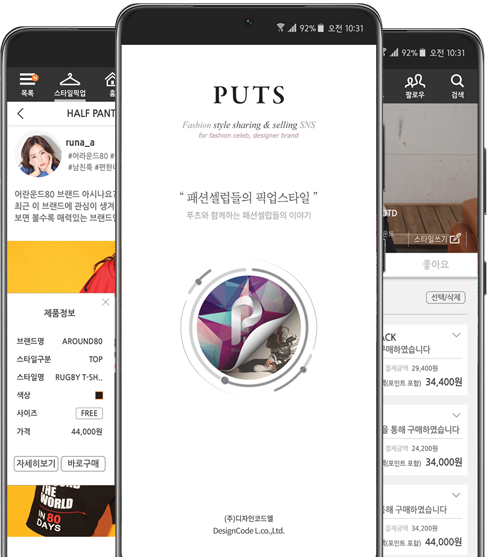 92% 오전 10:31
목록
스타일픽업
HALF PANT
runa_a
#어라운드80 #
#남친룩 #편한
어라운드80 브랜드 아시나요?
최근 이 브랜드에 관심이 생겨
보면 볼수록 매력있는 브랜드
제품정보
브랜드명 AROUND80
스타일구분 TOP
스타일명 RUGBY T-SH..
색상
사이즈 FREE
가격 44,000원
자세히보기 바로구매
THE
WORLD
IN 80
DAYS
PUTS
Fashion style sharing & selling SNS
for fashion celeb, designer brand
“ 패션셀럽들의 픽업스타일 ”
푸츠와 함께하는 패션셀럽들의 이야기
(주)디자인코드엘
DesignCode L.co.,Ltd.
92% 오전 10:31
팔로우
검색
OTD
스타일쓰기
좋아요
선택/삭제
ACK
구매하였습니다
결제금액 29,400원
(포인트 포함) 34,400원
을 통해 구매하였습니다
결제금액 24,200원
(포인트 포함) 34,000원
통해 구매하였습니다
결제금액 34,200원
(포인트 포함) 44,000원